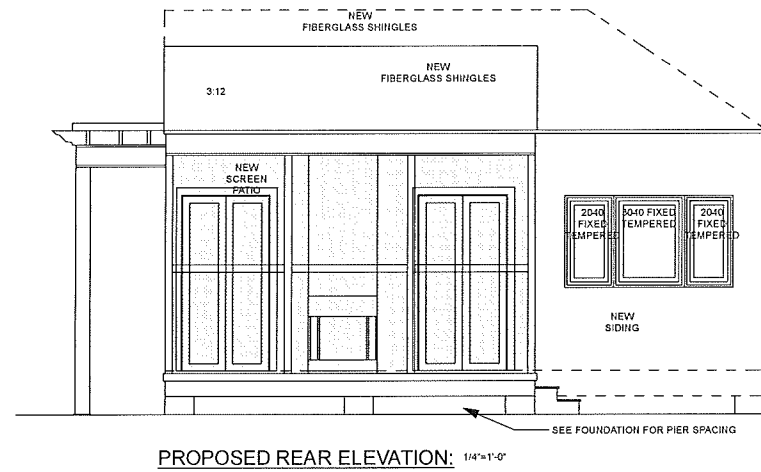 NEW
FIBERGLASS SHINGLES
NEW
FIBERGLASS SHINGLES
3:12
NEW
SCREEN
PATIO
2040
FIXED
TEMPERED
3040 FIXED
TEMPERED
2040
FIXED
TEMPERED
NEW
SIDING
SEE FOUNDATION FOR PIER SPACING
PROPOSED REAR ELEVATION: 1/4"=1'-0"